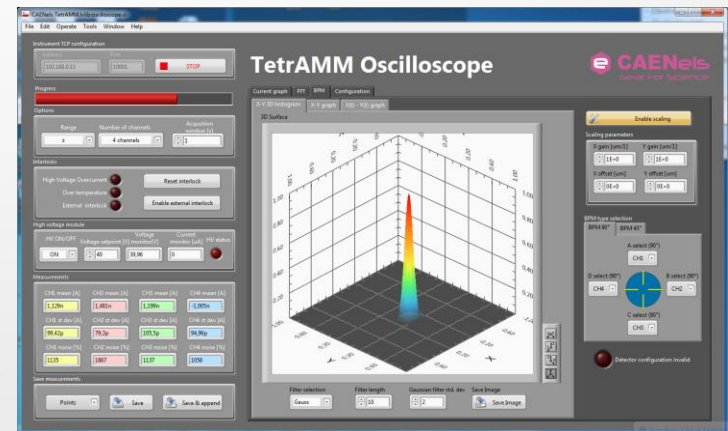 CAENels TetrAMM
File Edit Operate Tools Window Help
Instrument TCP configuration
192.168.0.11
10001
STOP
Progress
Options
Range
Number of channels
Acquisition
window [s]
4 channels
1
Interlocks
High Voltage Overcurrent
Over temperature
External interlock
Reset interlock
Enable external interlock
High voltage module
HV ON/OFF
Voltage setpoint [V]
Voltage
monitor[V]
Current
monitor [uA]
HV status
ON
40
39,96
0
Measurements
CH1 mean [A]
CH2 mean [A]
CH3 mean [A]
CH4 mean [A]
1,129n
1,481n
1,199n
-1,005n
CH1 st dev [A]
CH2 st dev [A]
CH3 st dev [A]
CH4 st dev [A]
99,42p
79,3p
105,5p
94,96p
CH1 noise [%]
CH2 noise [%]
CH3 noise [%]
CH4 noise [%]
1135
1867
1137
1058
Save measurements
Points
Save
Save & append
TetrAMM Oscilloscope
CAENels
Gear For Science
Current graph
FFT
BPM
Configuration
X-Y 3D histogram
X-Y graph
X(t) - Y(t) graph
3D Surface
Filter selection
Filter length
Gaussian filter std. dev
Save Image
Gauss
10
2
Save Image
Enable scaling
Scaling parameters
X gain [um/1]
Y gain [um/1]
1E+0
1E+0
X offset [um]
Y offset [um]
0E+0
0E+0
BPM type selection
BPM 90°
BPM 45°
A select (90°)
CH1
D select (90°)
B select (90°)
CH4
CH2
C select (90°)
CH3
Detector configuration invalid